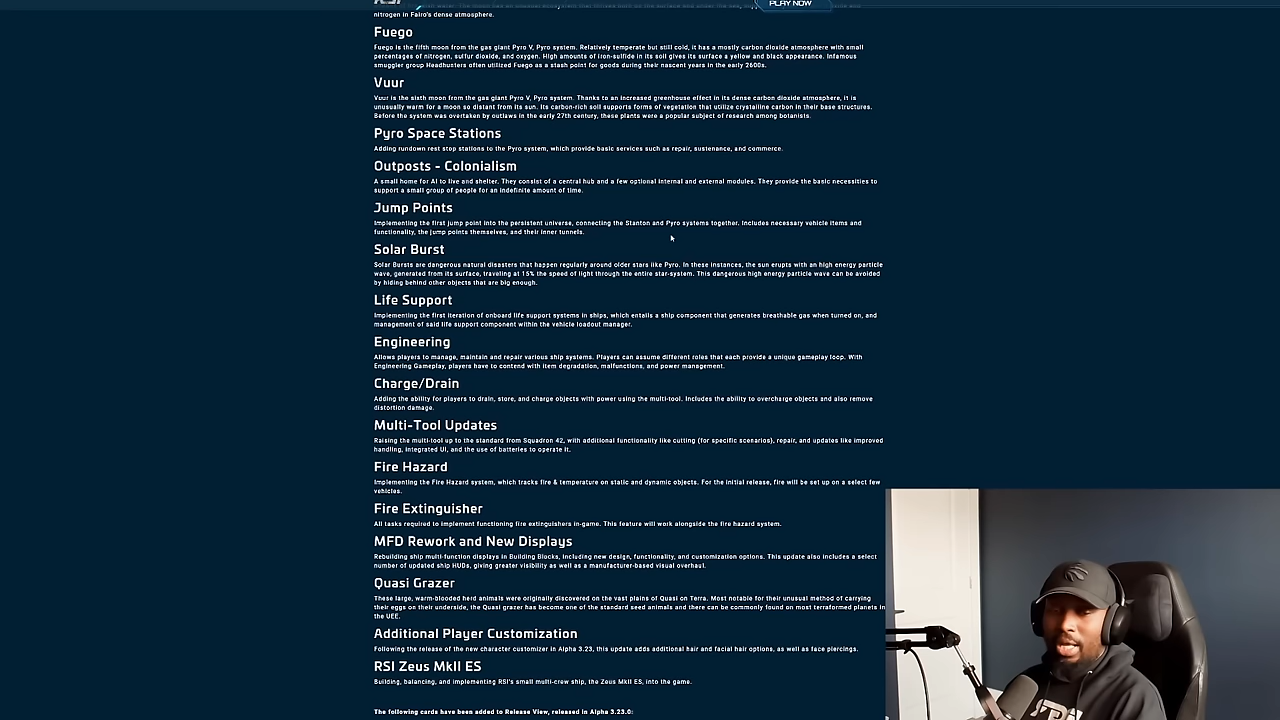 RSI
PLAY NOW
nitrogen in Fairo's dense atmosphere.
Fuego
Fuego is the fifth moon from the gas giant Pyro V, Pyro system. Relatively temperate but still cold, it has a mostly carbon dioxide atmosphere with small
percentages of nitrogen, sulfur dioxide, and oxygen. High amounts of iron-sulfide in its soil gives its surface a yellow and black appearance. Infamous
smuggler group Headhunters often utilized Fuego as a stash point for goods during their nascent years in the early 2600s.
Vuur
Vuur is the sixth moon from the gas giant Pyro V, Pyro system. Thanks to an increased greenhouse effect in its dense carbon dioxide atmosphere, it is
unusually warm for a moon so distant from its sun. Its carbon-rich soil supports forms of vegetation that utilize crystalline carbon in their base structures.
Before the system was overtaken by outlaws in the early 27th century, these plants were a popular subject of research among botanists.
Pyro Space Stations
Adding rundown rest stop stations to the Pyro system, which provide basic services such as repair, sustenance, and commerce.
Outposts - Colonialism
A small home for AI to live and shelter. They consist of a central hub and a few optional internal and external modules. They provide the basic necessities to
support a small group of people for an indefinite amount of time.
Jump Points
Implementing the first jump point into the persistent universe, connecting the Stanton and Pyro systems together. Includes necessary vehicle items and
functionality, the jump points themselves, and their inner tunnels.
Solar Burst
Solar Bursts are dangerous natural disasters that happen regularly around older stars like Pyro. In these instances, the sun erupts with an high energy particle
wave, generated from its surface, traveling at 15% the speed of light through the entire star-system. This dangerous high energy particle wave can be avoided
by hiding behind other objects that are big enough.
Life Support
Implementing the first iteration of onboard life support systems in ships, which entails a ship component that generates breathable gas when turned on, and
management of said life support component within the vehicle loadout manager.
Engineering
Allows players to manage, maintain and repair various ship systems. Players can assume different roles that each provide a unique gameplay loop. With
Engineering Gameplay, players have to contend with item degradation, malfunctions, and power management.
Charge/Drain
Adding the ability for players to drain, store, and charge objects with power using the multi-tool. Includes the ability to overcharge objects and also remove
distortion damage.
Multi-Tool Updates
Raising the multi-tool up to the standard from Squadron 42, with additional functionality like cutting (for specific scenarios), repair, and updates like improved
handling, integrated UI, and the use of batteries to operate it.
Fire Hazard
Implementing the Fire Hazard system, which tracks fire & temperature on static and dynamic objects. For the initial release, fire will be set up on a select few
vehicles.
Fire Extinguisher
All tasks required to implement functioning fire extinguishers in-game. This feature will work alongside the fire hazard system.
MFD Rework and New Displays
Rebuilding ship multi-function displays in Building Blocks, including new design, functionality, and customization options. This update also includes a select
number of updated ship HUDs, giving greater visibility as well as a manufacturer-based visual overhaul.
Quasi Grazer
These large, warm-blooded herd animals were originally discovered on the vast plains of Quasi on Terra. Most notable for their unusual method of carrying
their eggs on their underside, the Quasi grazer has become one of the standard seed animals and there can be commonly found on most terraformed planets in
the UEE.
Additional Player Customization
Following the release of the new character customizer in Alpha 3.23, this update adds additional hair and facial hair options, as well as face piercings.
RSI Zeus MkII ES
Building, balancing, and implementing RSI's small multi-crew ship, the Zeus MkII ES, into the game.
The following cards have been added to Release View, released in Alpha 3.23.0: